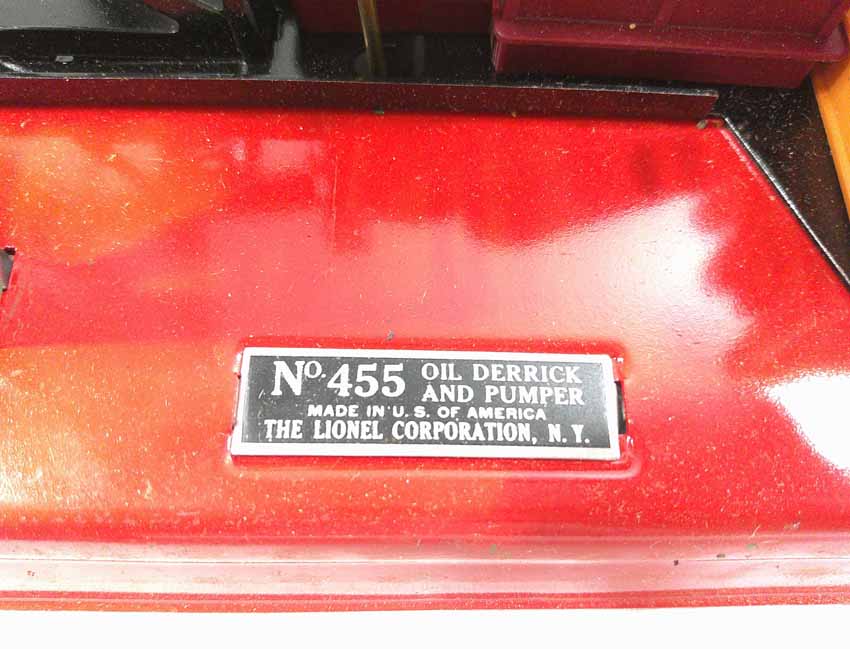 No. 455 OIL DERRICK
AND PUMPER
MADE IN U. S. OF AMERICA
THE LIONEL CORPORATION, N. Y.